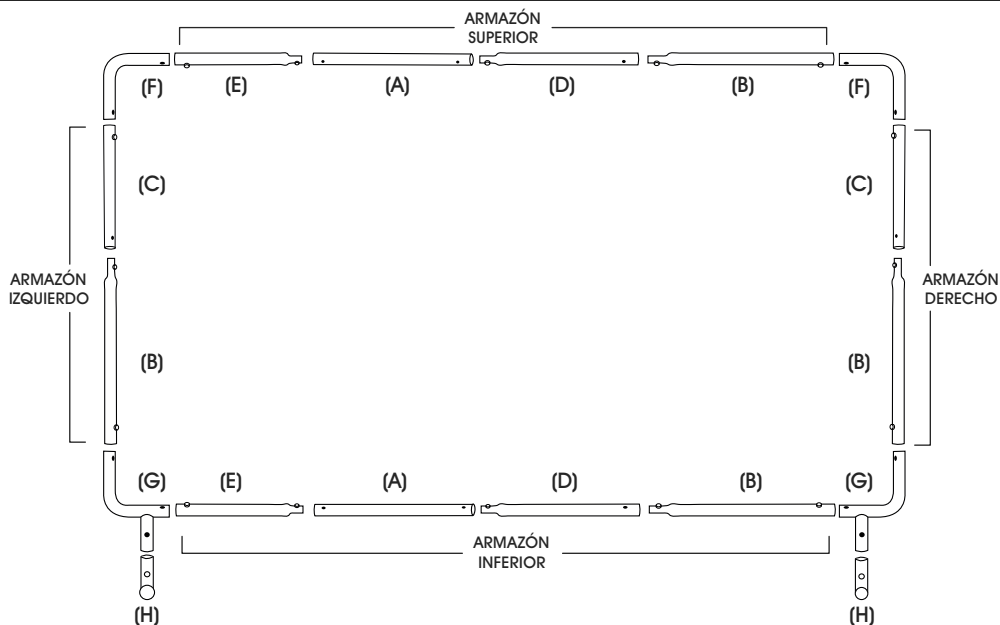 ARMAZÓN
SUPERIOR
(F) (E) (A) (D) (B) (F)
(C) (C)
ARMAZÓN
IZQUIERDO
ARMAZÓN
DERECHO
(B) (B)
(G) (E) (A) (D) (B) (G)
ARMAZÓN
INFERIOR
(H) (H)